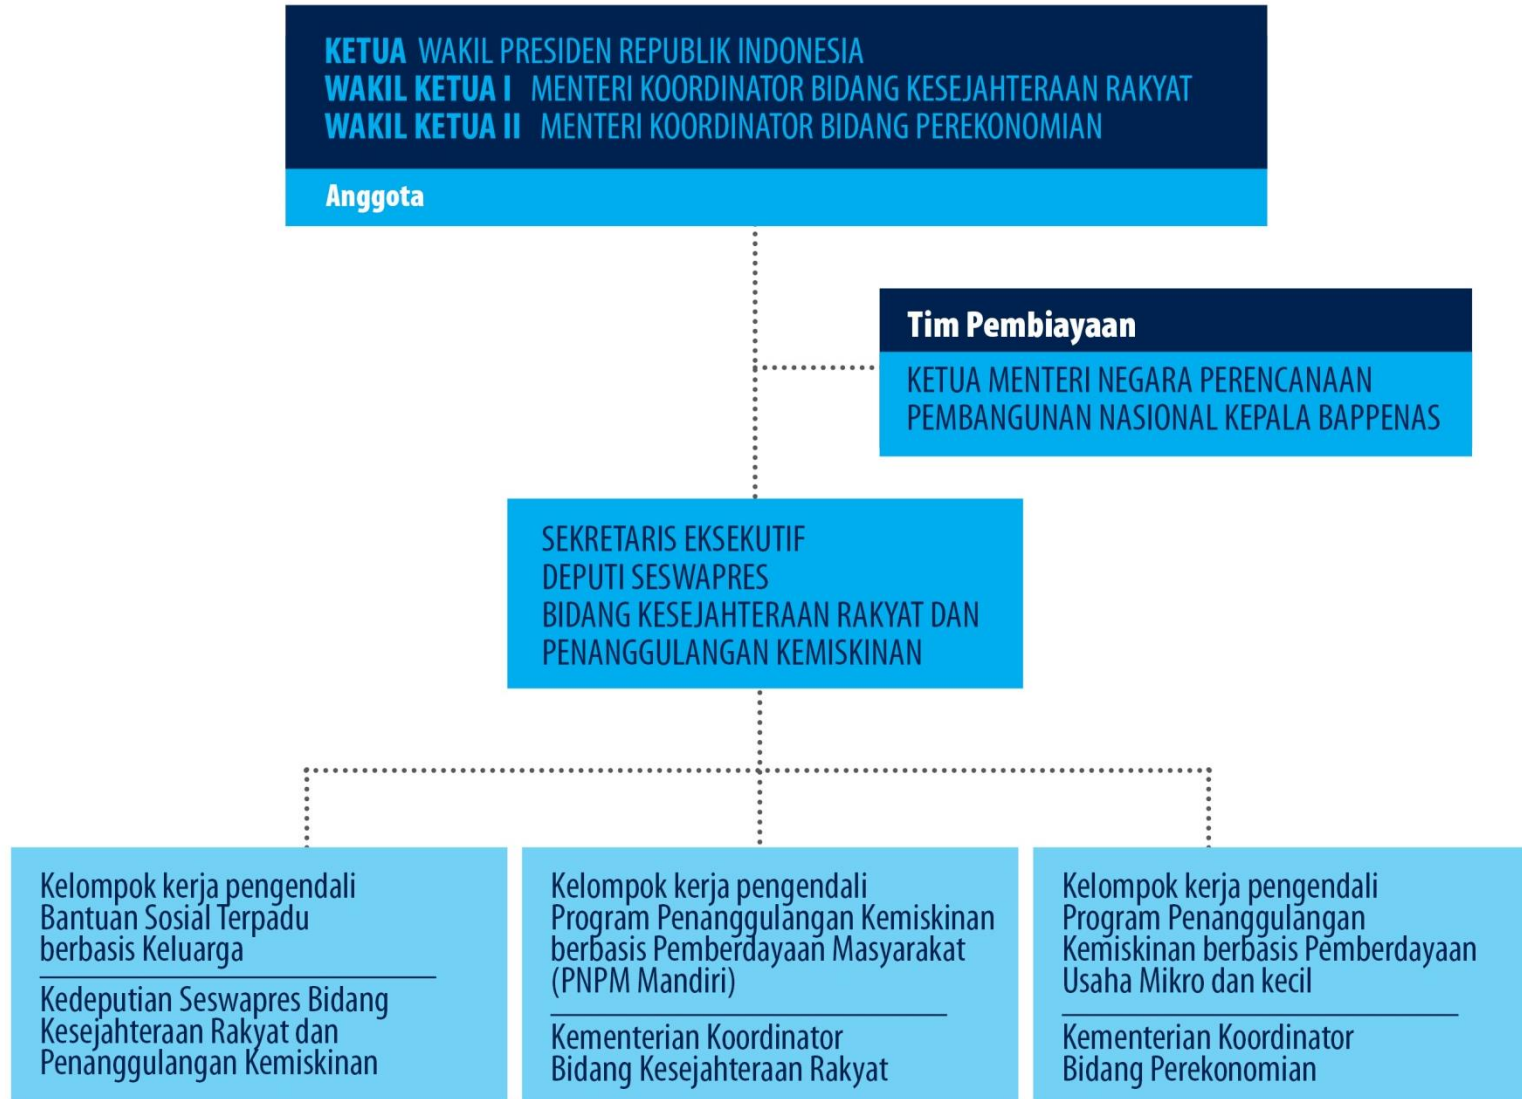 KETUA WAKIL PRESIDEN REPUBLIK INDONESIA
WAKIL KETUA I MENTERI KOORDINATOR BIDANG KESEJAHTERAAN RAKYAT
WAKIL KETUA II MENTERI KOORDINATOR BIDANG PEREKONOMIAN
Anggota
Tim Pembiayaan
KETUA MENTERI NEGARA PERENCANAAN
PEMBANGUNAN NASIONAL KEPALA BAPPENAS
SEKRETARIS EKSEKUTIF
DEPUTI SESWAPRES
BIDANG KESEJAHTERAAN RAKYAT DAN
PENANGGULANGAN KEMISKINAN
Kelompok kerja pengendali
Bantuan Sosial Terpadu
berbasis Keluarga
Kedeputian Seswapres Bidang
Kesejahteraan Rakyat dan
Penanggulangan Kemiskinan
Kelompok kerja pengendali
Program Penanggulangan Kemiskinan
berbasis Pemberdayaan Masyarakat
(PNPM Mandiri)
Kementerian Koordinator
Bidang Kesejahteraan Rakyat
Kelompok kerja pengendali
Program Penanggulangan
Kemiskinan berbasis Pemberdayaan
Usaha Mikro dan kecil
Kementerian Koordinator
Bidang Perekonomian